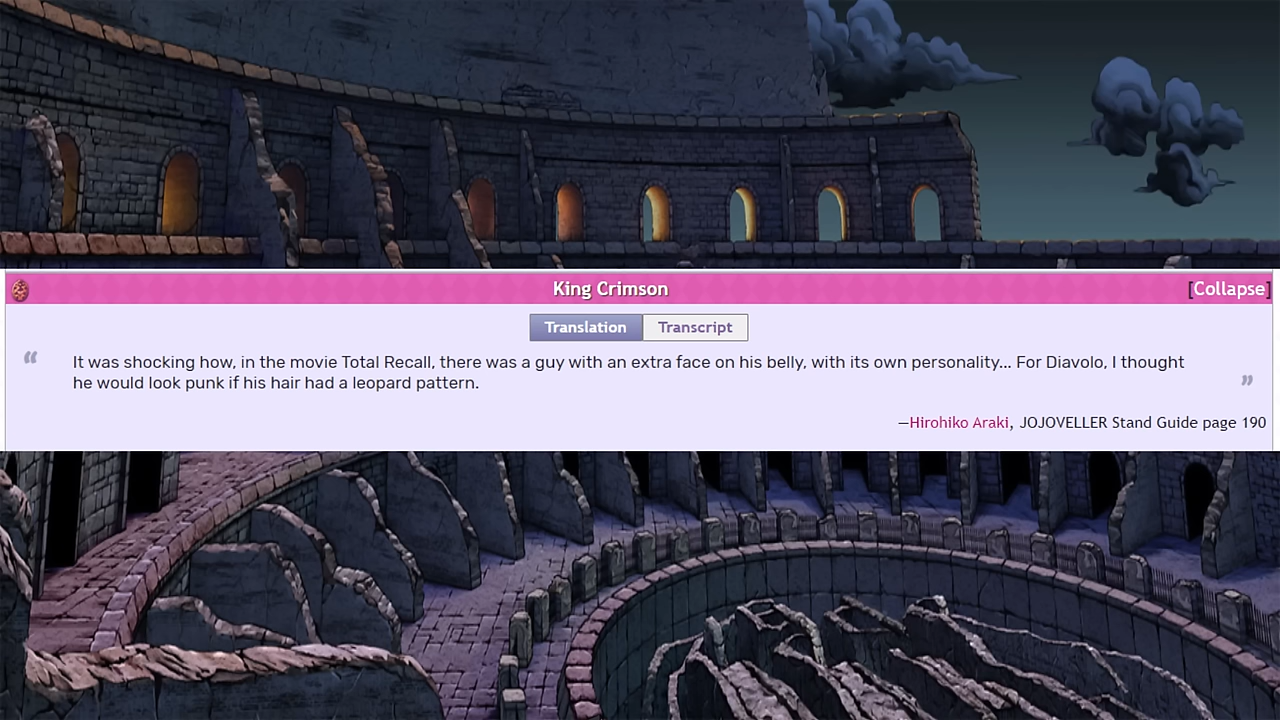 King Crimson
[Collapse]
Translation
Transcript
“
It was shocking how, in the movie Total Recall, there was a guy with an extra face on his belly, with its own personality... For Diavolo, I thought
he would look punk if his hair had a leopard pattern.
”
—Hirohiko Araki, JOJOVELLER Stand Guide page 190